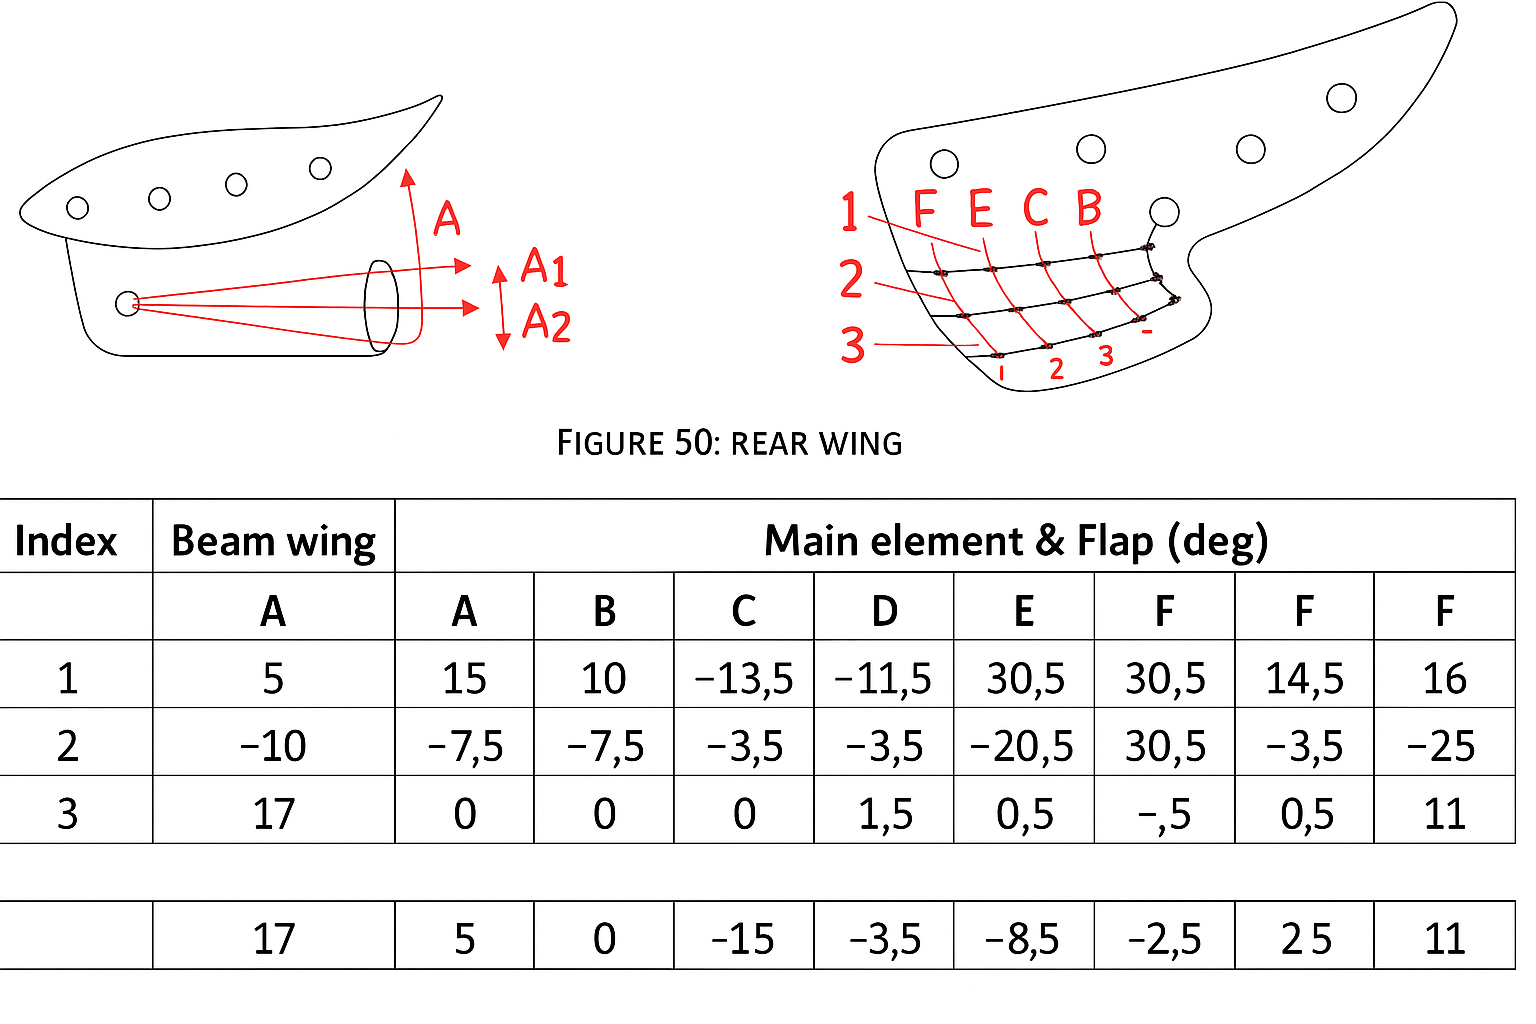 A
A1
A2
1 F E C B
2
3
1 2 3 -
FIGURE 50: REAR WING
Index Beam wing Main element & Flap (deg)
A A B C D E F F F
1 5 15 10 −13,5 −11,5 30,5 30,5 14,5 16
2 −10 −7,5 −7,5 −3,5 −3,5 −20,5 30,5 −3,5 −25
3 17 0 0 0 1,5 0,5 −,5 0,5 11
17 5 0 −15 −3,5 −8,5 −2,5 2 5 11